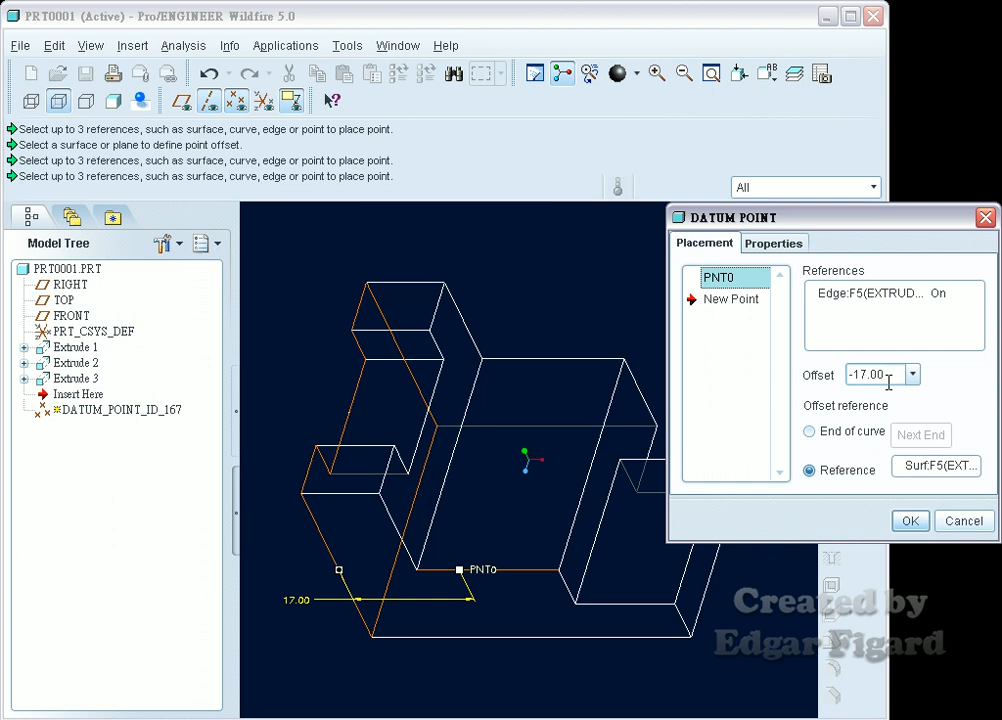 PRT0001 (Active) - Pro/ENGINEER Wildfire 5.0
File Edit View Insert Analysis Info Applications Tools Window Help
Select up to 3 references, such as surface, curve, edge or point to place point.
Select a surface or plane to define point offset.
Select up to 3 references, such as surface, curve, edge or point to place point.
Select up to 3 references, such as surface, curve, edge or point to place point.
All
Model Tree
PRT0001.PRT
RIGHT
TOP
FRONT
PRT_CSYS_DEF
Extrude 1
Extrude 2
Extrude 3
Insert Here
DATUM_POINT_ID_167
PNT0
17.00
DATUM POINT
Placement Properties
PNT0
New Point
References
Edge:F5(EXTRUD... On
Offset -17.00
Offset reference
End of curve Next End
Reference Surf:F5(EXT...
OK Cancel
Created by
Edgar Figard